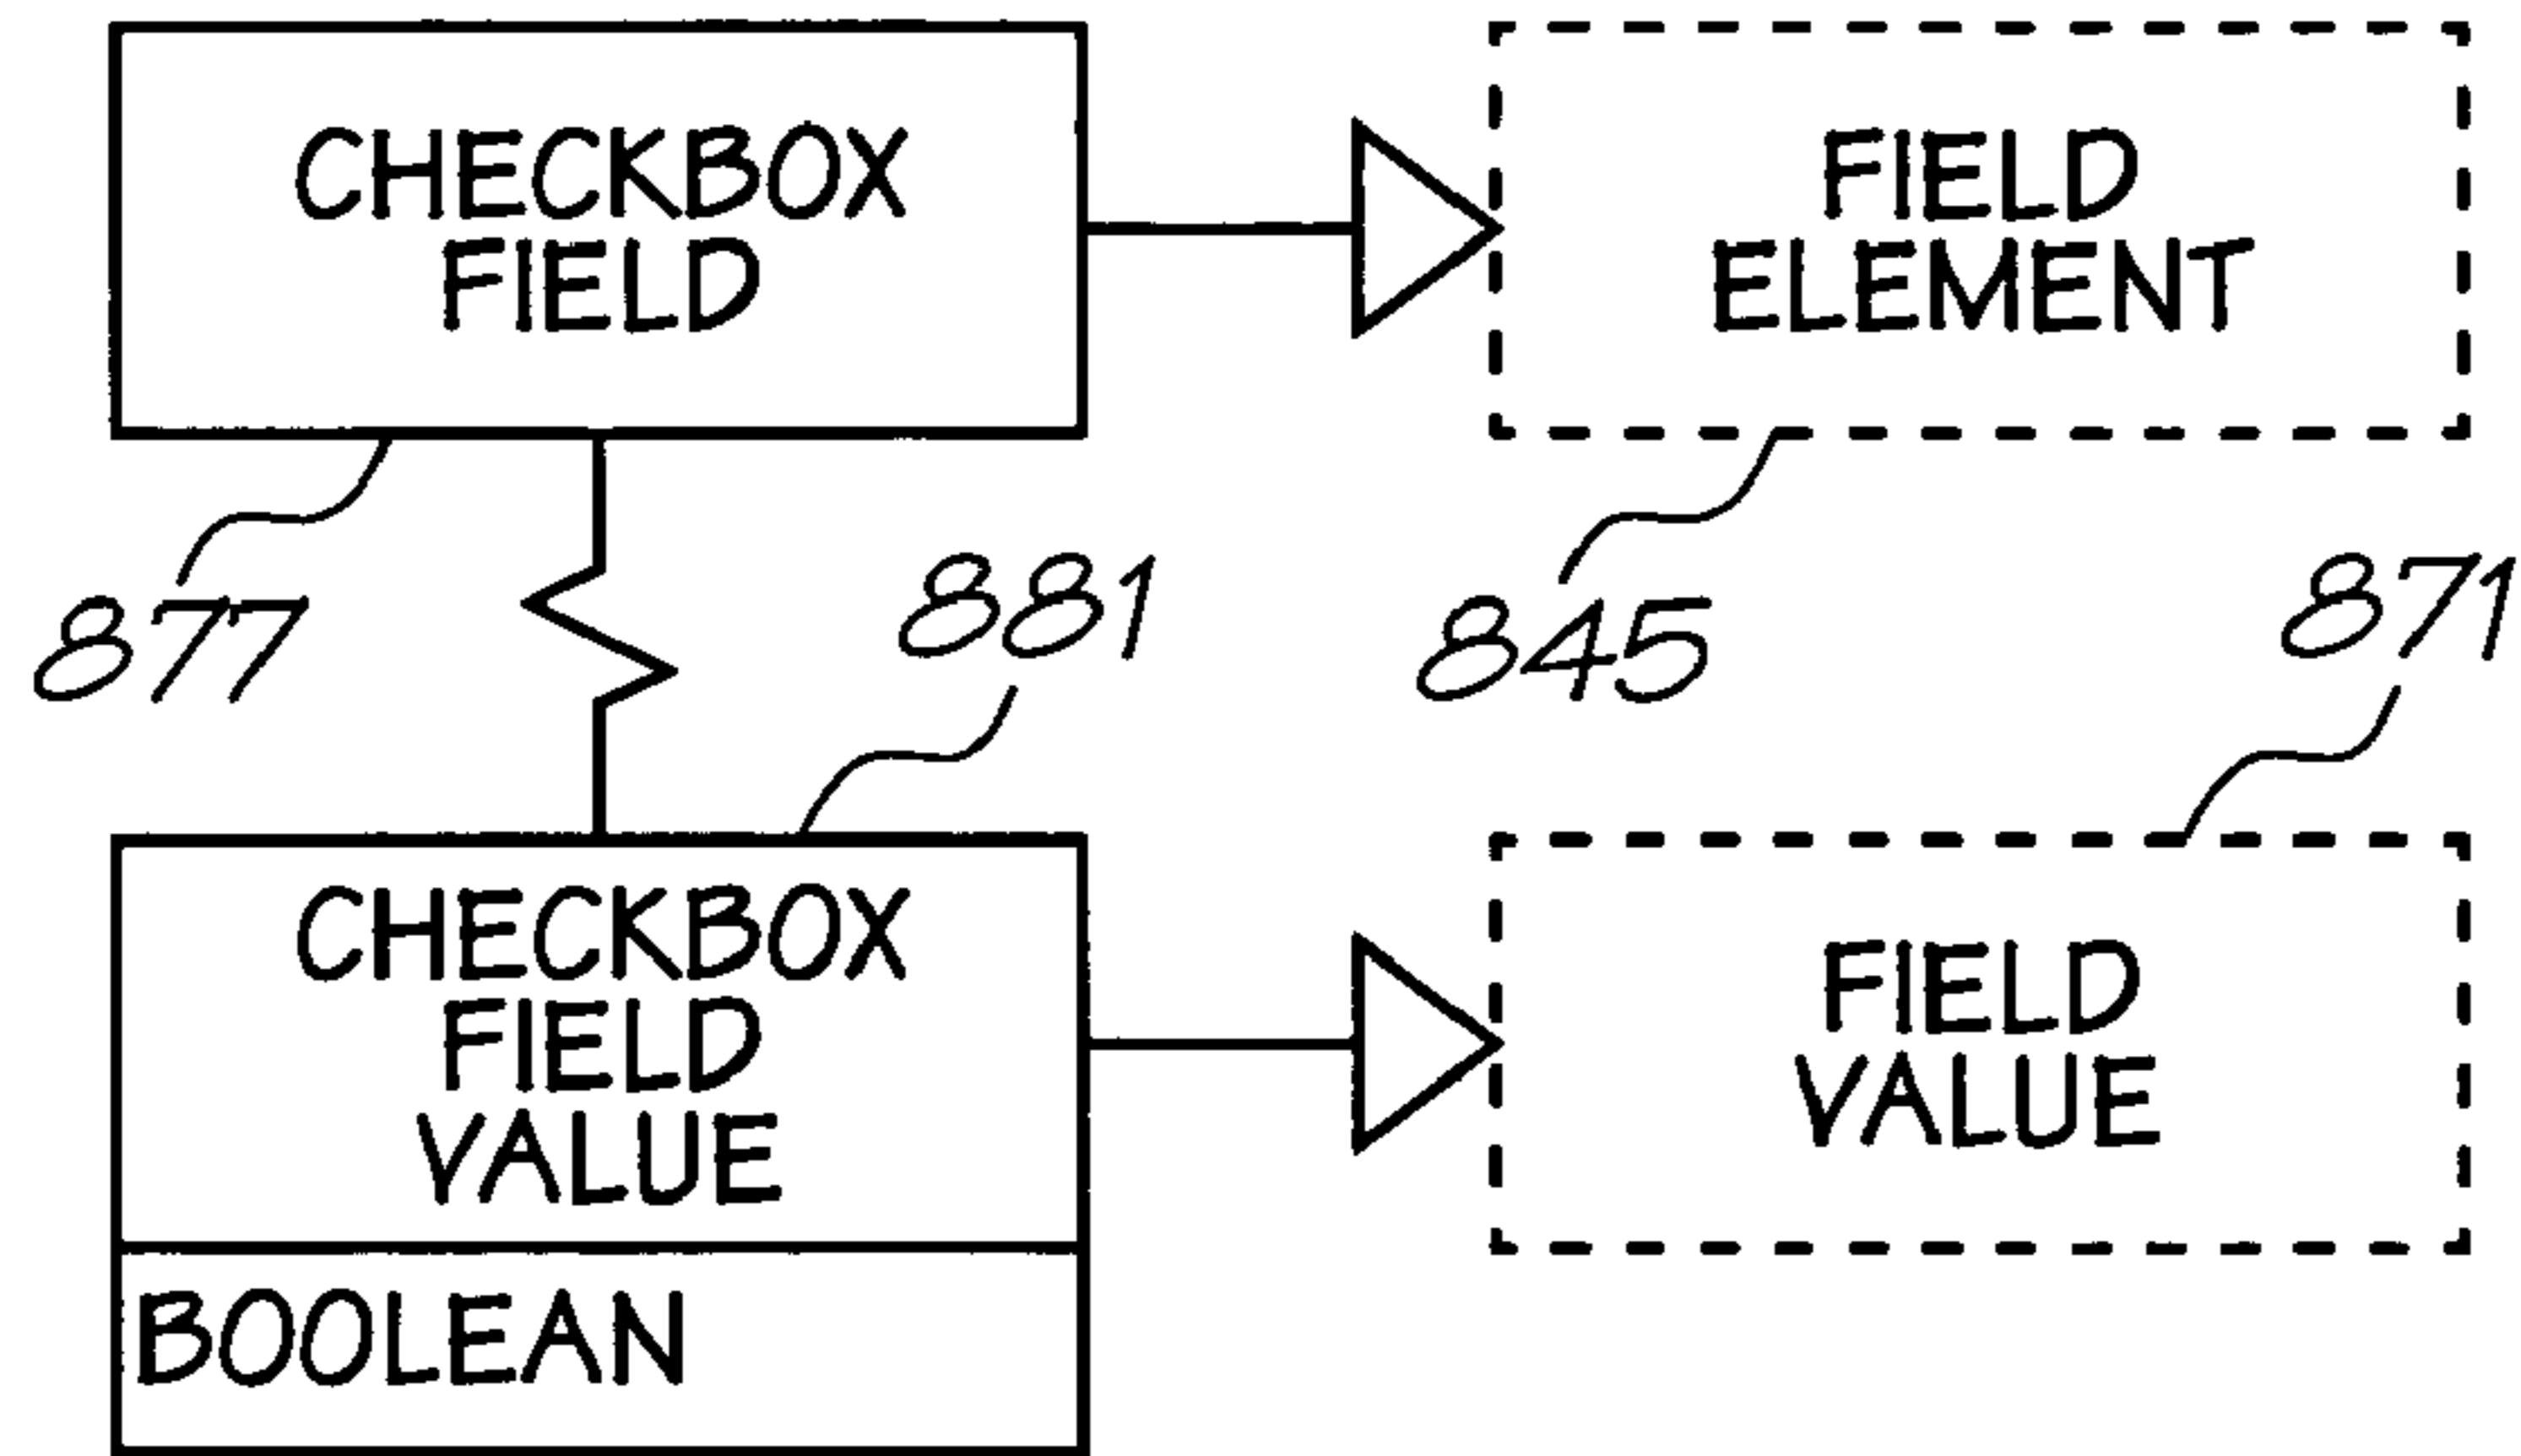 CHECKBOX
FIELD
FIELD
ELEMENT
877
881
845
871
CHECKBOX
FIELD
VALUE
FIELD
VALUE
BOOLEAN